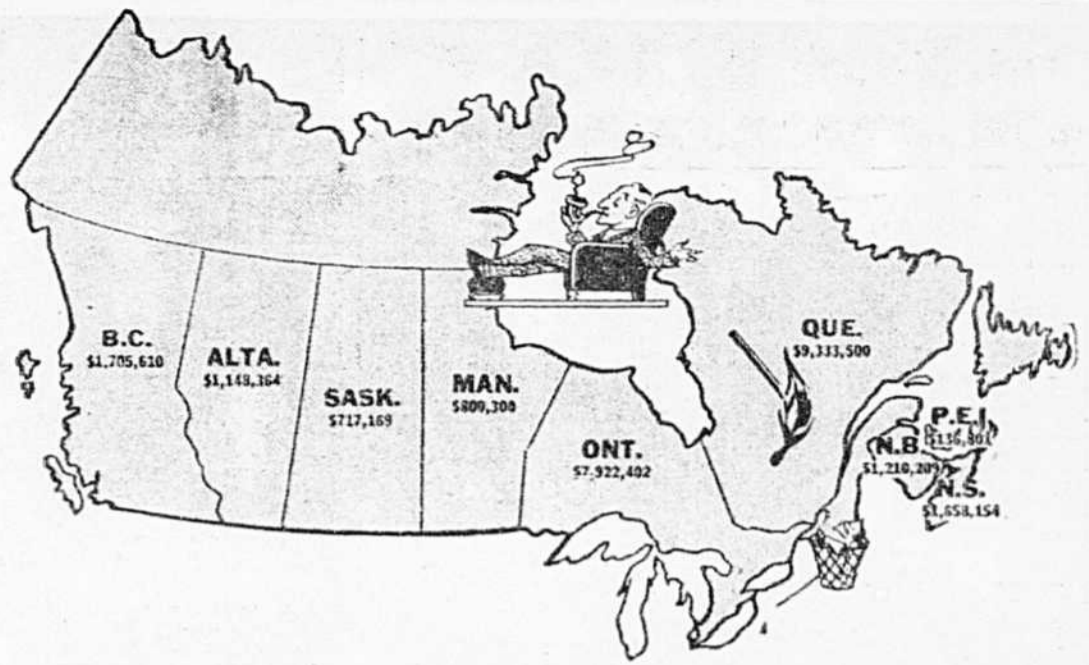 B.C.
$1,705,610
ALTA.
$1,148,364
SASK.
$717,169
MAN.
$809,300
ONT.
$7,922,402
QUE.
$9,333,500
P.E.I.
N.B.
$1,210,209
N.S.
$1,658,154
4